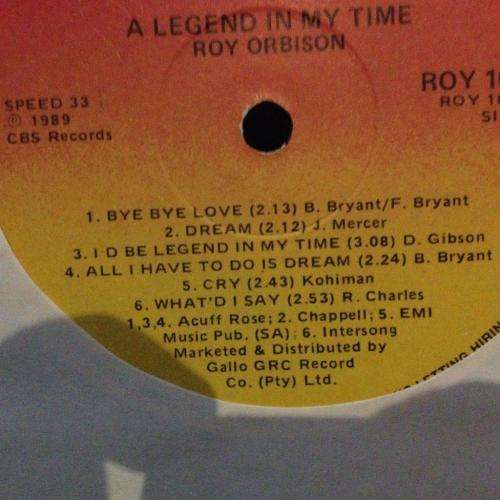 A LEGEND IN MY TIME
ROY ORBISON
SPEED 33
℗ 1989
CBS Records
ROY
ROY
1. BYE BYE LOVE (2.13) B. Bryant/F. Bryant
2. DREAM (2.12) J. Mercer
3. I D BE LEGEND IN MY TIME (3.08) D. Gibson
4. ALL I HAVE TO DO IS DREAM (2.24) B. Bryant
5. CRY (2.43) Kohiman
6. WHAT'D I SAY (2.53) R. Charles
1,3,4. Acuff Rose; 2. Chappell; 5. EMI
Music Pub. (SA); 6. Intersong
Marketed & Distributed by
Gallo GRC Record
Co. (Pty) Ltd.
LETTING